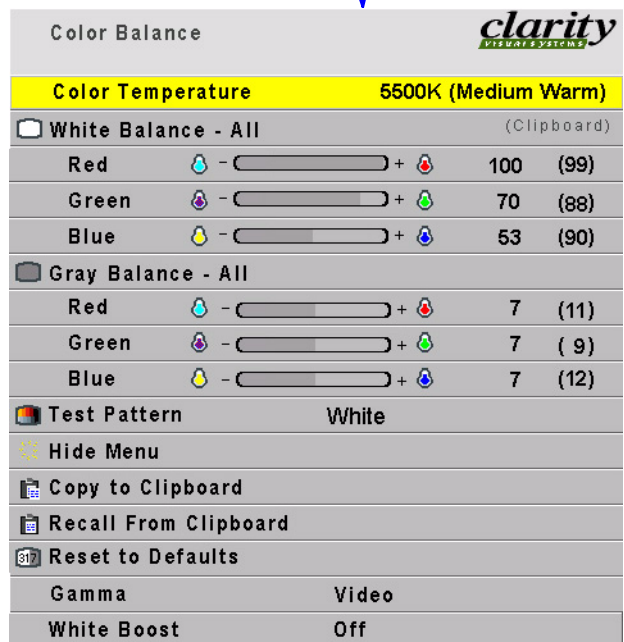 Color Balance
clarity
VISUAL SYSTEMS
Color Temperature 5500K (Medium Warm)
White Balance - All (Clipboard)
Red - + 100 (99)
Green - + 70 (88)
Blue - + 53 (90)
Gray Balance - All
Red - + 7 (11)
Green - + 7 ( 9)
Blue - + 7 (12)
Test Pattern White
Hide Menu
Copy to Clipboard
Recall From Clipboard
317 Reset to Defaults
Gamma Video
White Boost Off